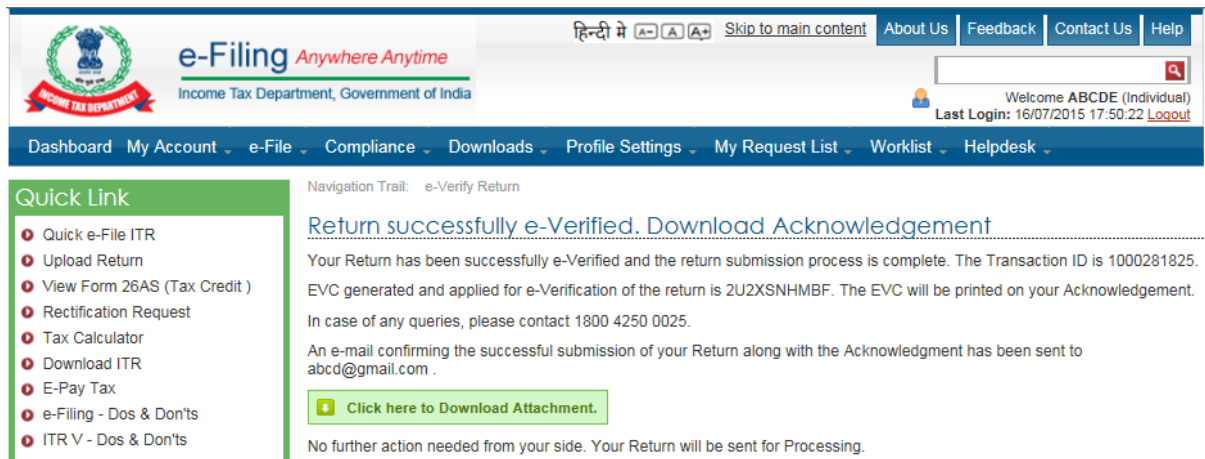 हिन्दी मे A- A A+ Skip to main content About Us Feedback Contact Us Help
e-Filing Anywhere Anytime
Income Tax Department, Government of India
INCOME TAX DEPARTMENT
Welcome ABCDE (Individual)
Last Login: 16/07/2015 17:50:22 Logout
Dashboard My Account e-File Compliance Downloads Profile Settings My Request List Worklist Helpdesk
Quick Link
Quick e-File ITR
Upload Return
View Form 26AS (Tax Credit )
Rectification Request
Tax Calculator
Download ITR
E-Pay Tax
e-Filing - Dos & Don'ts
ITR V - Dos & Don'ts
Navigation Trail: e-Verify Return
Return successfully e-Verified. Download Acknowledgement
Your Return has been successfully e-Verified and the return submission process is complete. The Transaction ID is 1000281825.
EVC generated and applied for e-Verification of the return is 2U2XSNHMBF. The EVC will be printed on your Acknowledgement.
In case of any queries, please contact 1800 4250 0025.
An e-mail confirming the successful submission of your Return along with the Acknowledgment has been sent to
abcd@gmail.com .
Click here to Download Attachment.
No further action needed from your side. Your Return will be sent for Processing.